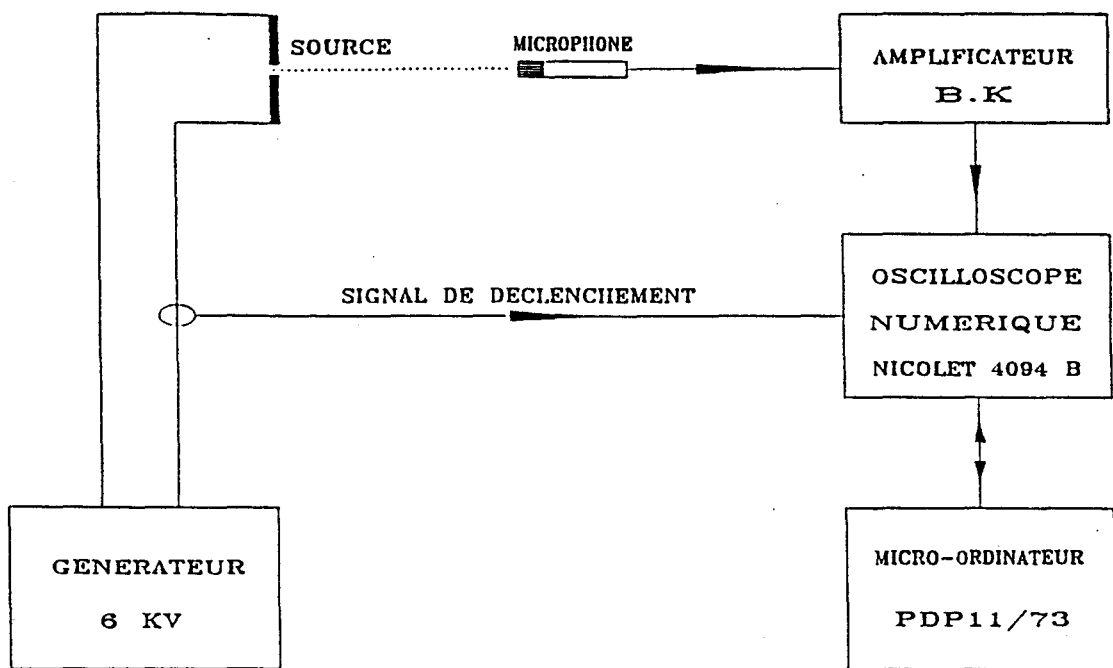 SOURCE
MICROPHONE
AMPLIFICATEUR
B.K
SIGNAL DE DECLENCHEMENT
OSCILLOSCOPE
NUMERIQUE
NICOLET 4094 B
GENERATEUR
6 KV
MICRO-ORDINATEUR
PDP11/73